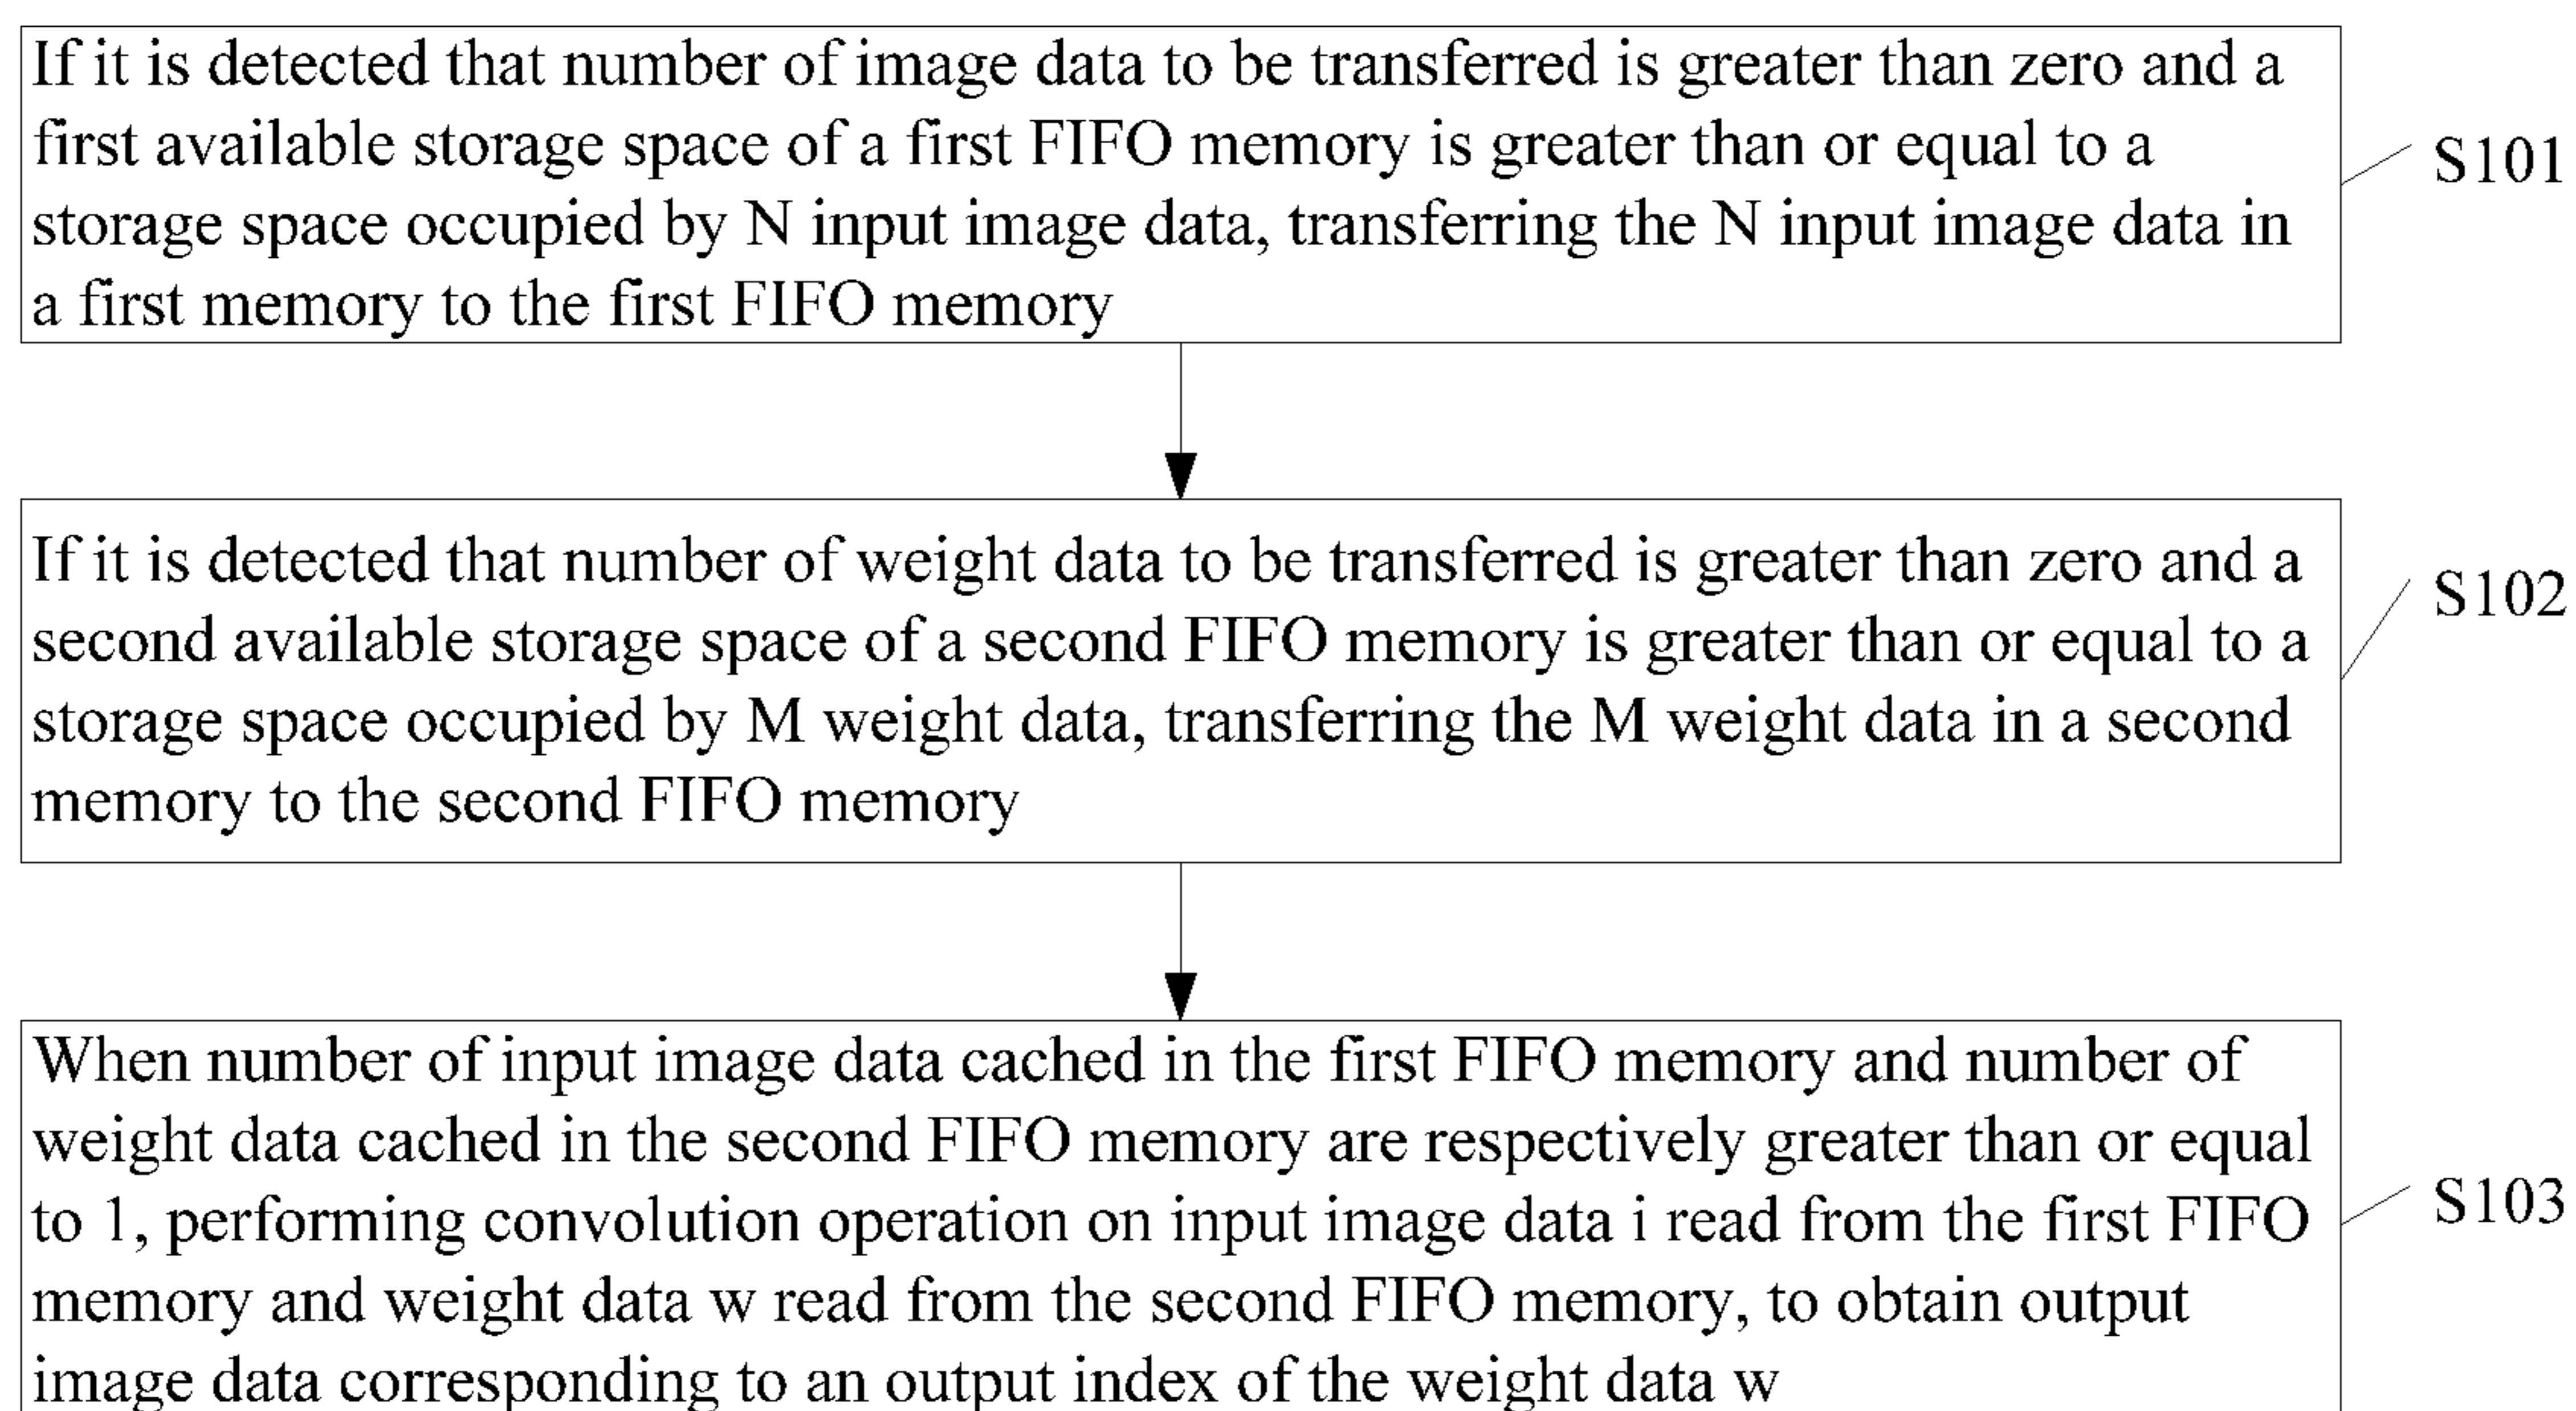 If it is detected that number of image data to be transferred is greater than zero and a
first available storage space of a first FIFO memory is greater than or equal to a
storage space occupied by N input image data, transferring the N input image data in
a first memory to the first FIFO memory
S101
If it is detected that number of weight data to be transferred is greater than zero and a
second available storage space of a second FIFO memory is greater than or equal to a
storage space occupied by M weight data, transferring the M weight data in a second
memory to the second FIFO memory
S102
When number of input image data cached in the first FIFO memory and number of
weight data cached in the second FIFO memory are respectively greater than or equal
to 1, performing convolution operation on input image data i read from the first FIFO
memory and weight data w read from the second FIFO memory, to obtain output
image data corresponding to an output index of the weight data w
S103